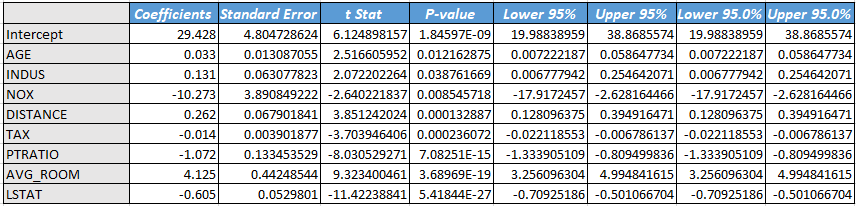 Coefficients Standard Error t Stat P-value Lower 95% Upper 95% Lower 95.0% Upper 95.0%
Intercept 29.428 4.804728624 6.124898157 1.84597E-09 19.98838959 38.8685574 19.98838959 38.8685574
AGE 0.033 0.013087055 2.516605952 0.012162875 0.007222187 0.058647734 0.007222187 0.058647734
INDUS 0.131 0.063077823 2.072202264 0.038761669 0.006777942 0.254642071 0.006777942 0.254642071
NOX -10.273 3.890849222 -2.640221837 0.008545718 -17.9172457 -2.628164466 -17.9172457 -2.628164466
DISTANCE 0.262 0.067901841 3.851242024 0.000132887 0.128096375 0.394916471 0.128096375 0.394916471
TAX -0.014 0.003901877 -3.703946406 0.000236072 -0.022118553 -0.006786137 -0.022118553 -0.006786137
PTRATIO -1.072 0.133453529 -8.030529271 7.08251E-15 -1.333905109 -0.809499836 -1.333905109 -0.809499836
AVG_ROOM 4.125 0.44248544 9.323400461 3.68969E-19 3.256096304 4.994841615 3.256096304 4.994841615
LSTAT -0.605 0.0529801 -11.42238841 5.41844E-27 -0.70925186 -0.501066704 -0.70925186 -0.501066704